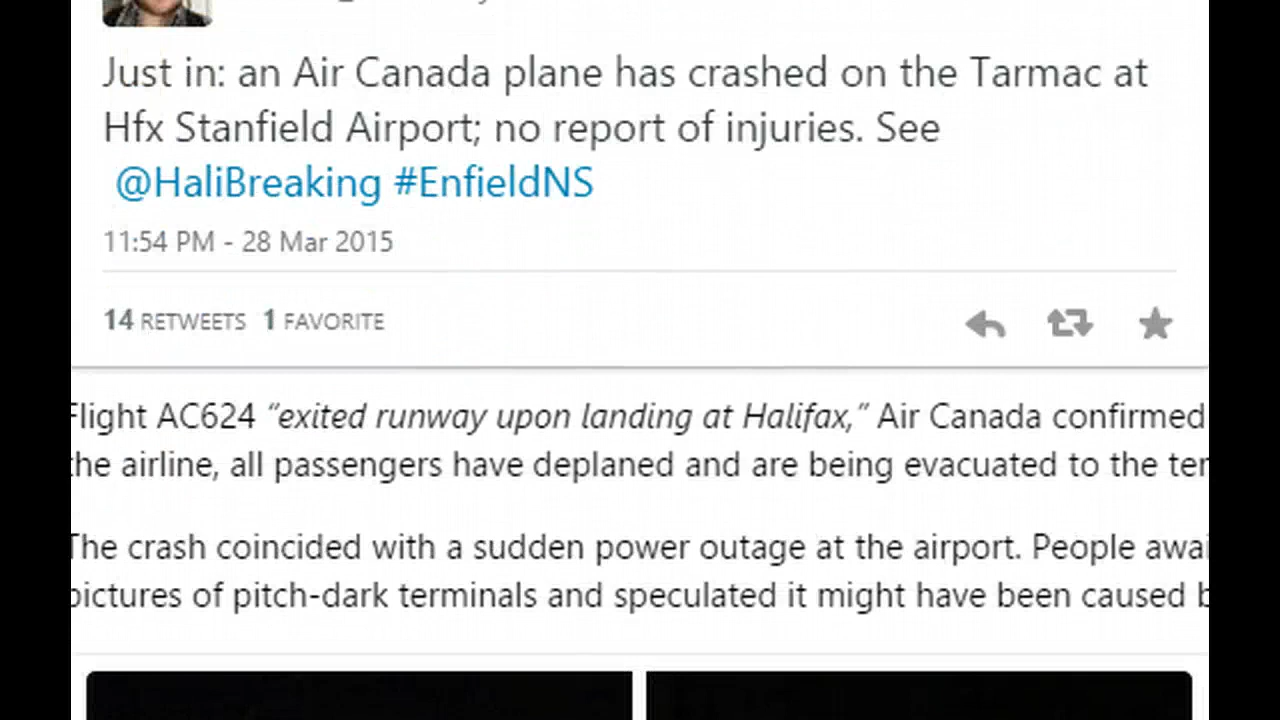 Just in: an Air Canada plane has crashed on the Tarmac at
Hfx Stanfield Airport; no report of injuries. See
@HaliBreaking #EnfieldNS
11:54 PM - 28 Mar 2015
14 RETWEETS 1 FAVORITE
Flight AC624 “exited runway upon landing at Halifax,” Air Canada confirmed
the airline, all passengers have deplaned and are being evacuated to the ter
The crash coincided with a sudden power outage at the airport. People awai
pictures of pitch-dark terminals and speculated it might have been caused b